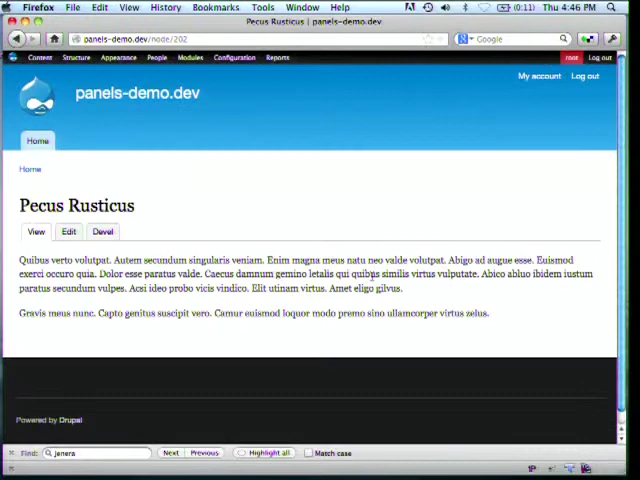 Firefox File Edit View History Bookmarks Tools Window Help (0:11) Thu 4:46 PM
Pecus Rusticus | panels-demo.dev
panels-demo.dev/node/202 Google
Content Structure Appearance People Modules Configuration Reports root Log out
My account Log out
panels-demo.dev
Home
Home
Pecus Rusticus
View Edit Devel
Quibus verto volutpat. Autem secundum singularis veniam. Enim magna meus natu neo valde volutpat. Abigo ad augue esse. Euismod
exerci occuro quia. Dolor esse paratus valde. Caecus damnum gemino letalis qui quibus similis virtus vulputate. Abico abluo ibidem iustum
paratus secundum vulpes. Acsi ideo probo vicis vindico. Elit utinam virtus. Amet eligo gilvus.
Gravis meus nunc. Capto genitus suscipit vero. Camur euismod loquor modo premo sino ullamcorper virtus zelus.
Powered by Drupal
Find: jenera Next Previous Highlight all Match case